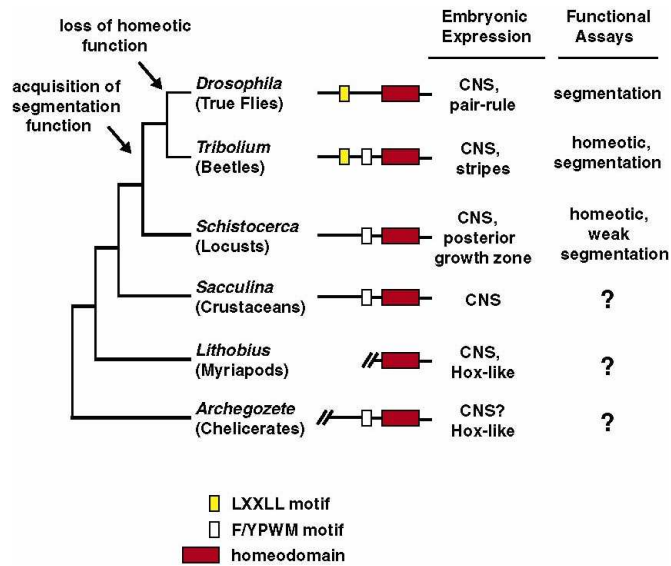 Embryonic Expression
Functional Assays
loss of homeotic function
acquisition of segmentation function
Drosophila
(True Flies)
CNS,
pair-rule
segmentation
Tribolium
(Beetles)
CNS,
stripes
homeotic,
segmentation
Schistocerca
(Locusts)
CNS,
posterior
growth zone
homeotic,
weak
segmentation
Sacculina
(Crustaceans)
CNS
?
Lithobius
(Myriapods)
CNS,
Hox-like
?
Archegozete
(Chelicerates)
CNS?
Hox-like
?
LXXLL motif
F/YPWM motif
homeodomain